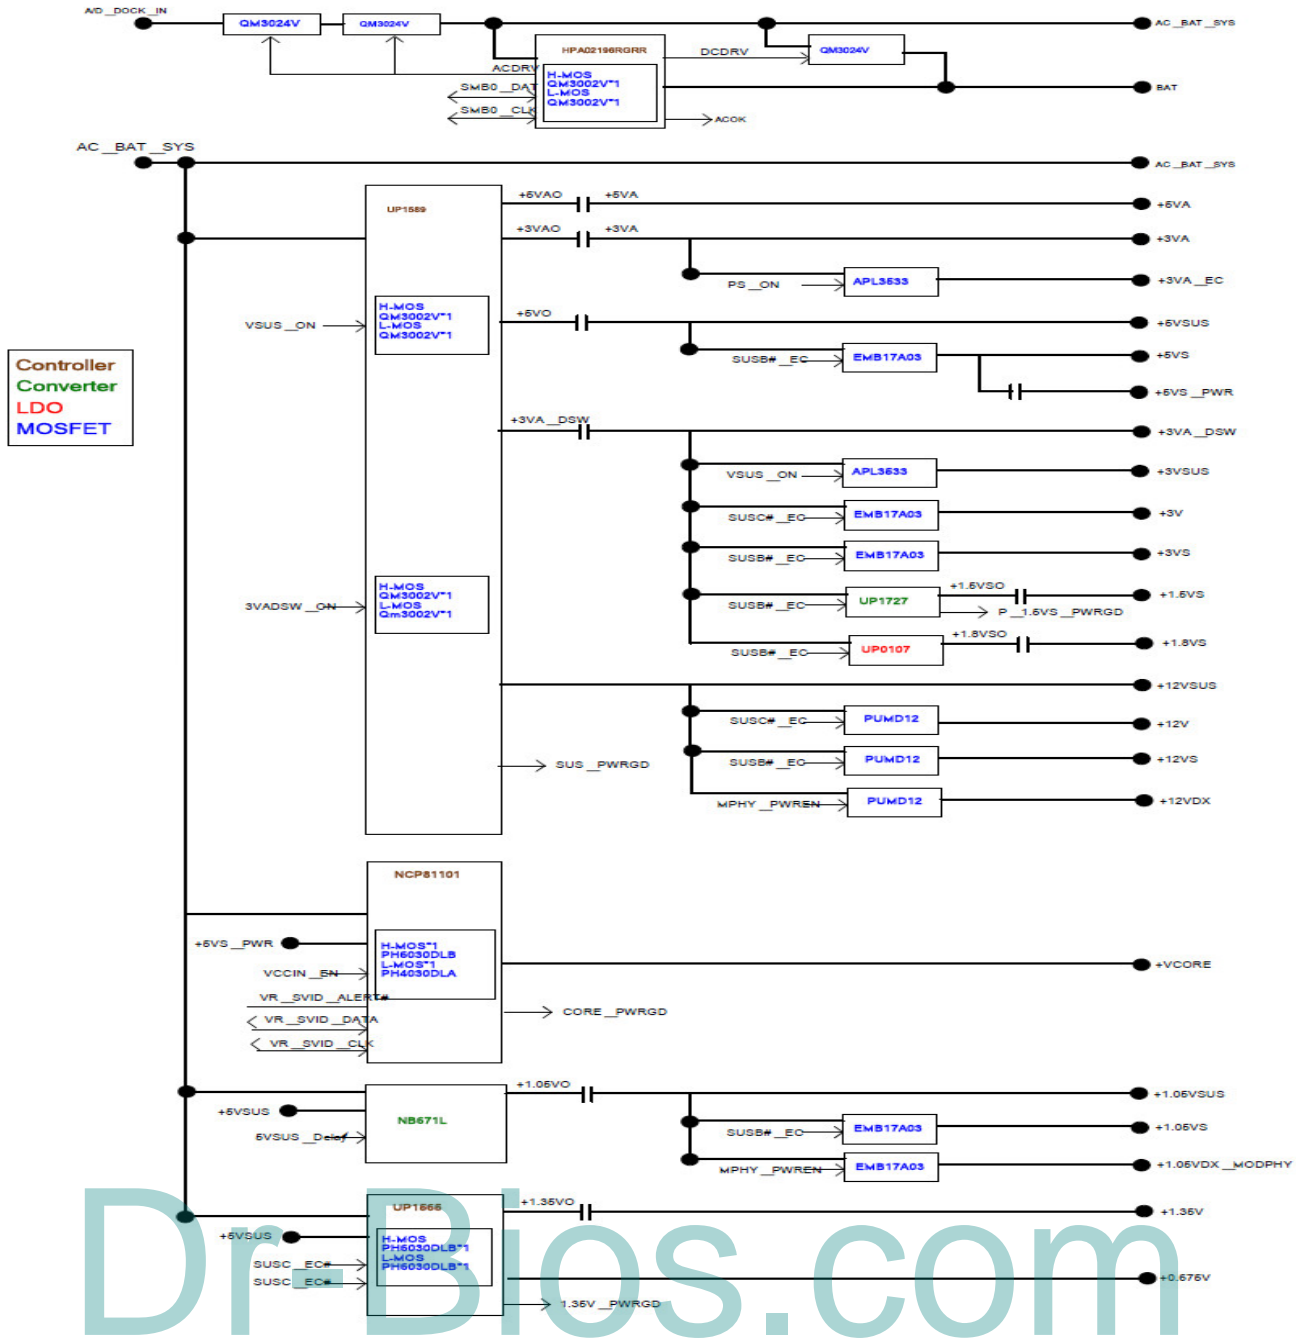 A/D_DOCK_IN
QM3024V
QM3024V
AC_BAT_SYS
HPA02196RGRR
DCDRV
QM3024V
ACDRV
H-MOS
QM3002V*1
L-MOS
QM3002V*1
SMB0_DAT
BAT
SMB0_CLK
ACOK
AC_BAT_SYS
AC_BAT_SYS
UP1589
+5VAO
+5VA
+5VA
+3VAO
+3VA
+3VA
PS_ON
APL3533
+3VA_EC
H-MOS
QM3002V*1
L-MOS
QM3002V*1
VSUS_ON
+5VO
+5VSUS
SUSB#_EC
EMB17A03
+5VS
+5VS_PWR
Controller
Converter
LDO
MOSFET
+3VA_DSW
+3VA_DSW
VSUS_ON
APL3533
+3VSUS
SUSC#_EC
EMB17A03
+3V
SUSB#_EC
EMB17A03
+3VS
3VADSW_ON
H-MOS
QM3002V*1
L-MOS
Qm3002V*1
SUSB#_EC
UP1727
+1.5VSO
+1.5VS
P_1.5VS_PWRGD
SUSB#_EC
UP0107
+1.8VSO
+1.8VS
+12VSUS
SUSC#_EC
PUMD12
+12V
SUS_PWRGD
SUSB#_EC
PUMD12
+12VS
MPHY_PWREN
PUMD12
+12VDX
NCP81101
+5VS_PWR
H-MOS*1
PH6030DLB
L-MOS*1
PH4030DLA
VCCIN_EN
+VCORE
VR_SVID_ALERT#
VR_SVID_DATA
VR_SVID_CLK
CORE_PWRGD
+1.05VO
+1.05VSUS
+5VSUS
NB671L
5VSUS_Delay
SUSB#_EC
EMB17A03
+1.05VS
MPHY_PWREN
EMB17A03
+1.05VDX_MODPHY
UP1565
+1.35VO
+1.35V
+5VSUS
H-MOS
PH6030DLB*1
L-MOS
PH6030DLB*1
SUSC_EC#
SUSC_EC#
+0.675V
1.35V_PWRGD
Dr-Bios.com